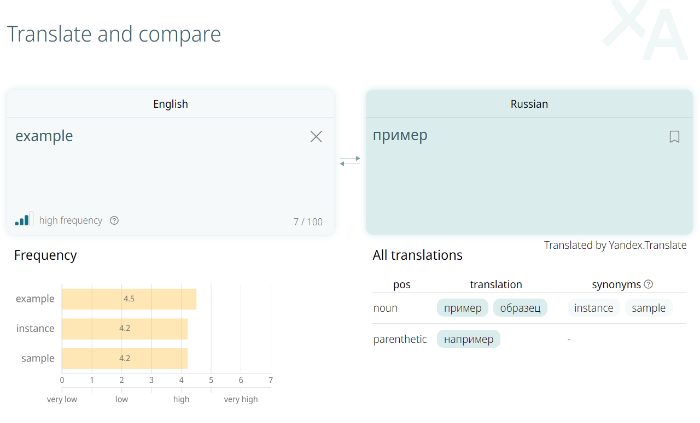 Translate and compare
English
example
high frequency
7 / 100
Russian
пример
Translated by Yandex.Translate
Frequency
example 4.5
instance 4.2
sample 4.2
0 1 2 3 4 5 6 7
very low low high very high
All translations
pos translation synonyms
noun пример образец instance sample
parenthetic например -